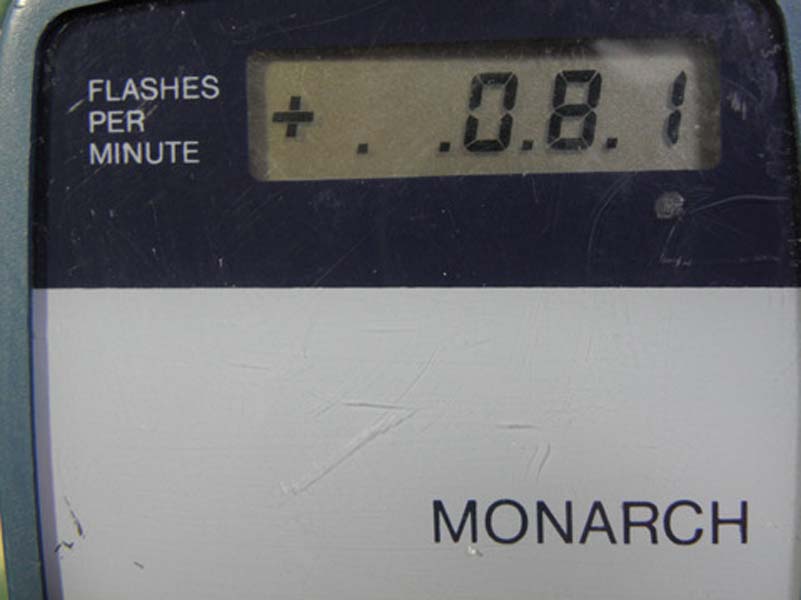 FLASHES
PER
MINUTE
+ . .0.8.1
MONARCH